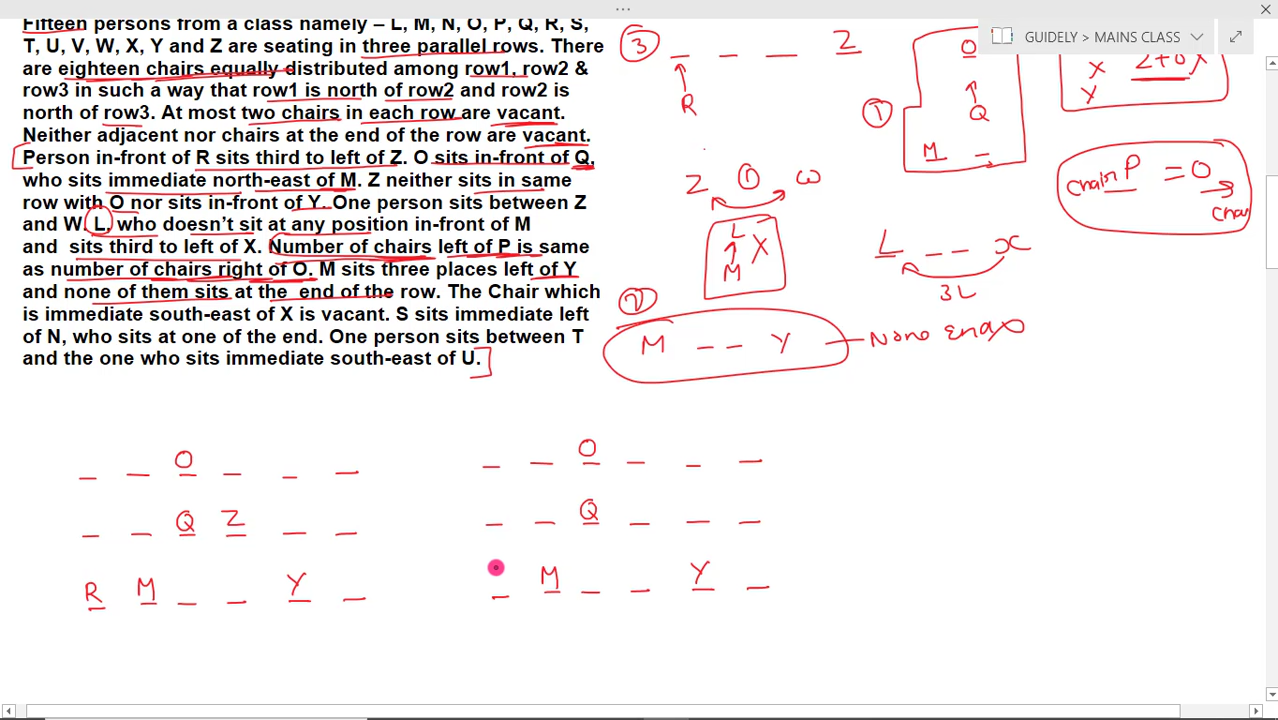 Fifteen persons from a class namely – L, M, N, O, P, Q, R, S,
T, U, V, W, X, Y and Z are seating in three parallel rows. There
are eighteen chairs equally distributed among row1, row2 &
row3 in such a way that row1 is north of row2 and row2 is
north of row3. At most two chairs in each row are vacant.
Neither adjacent nor chairs at the end of the row are vacant.
Person in-front of R sits third to left of Z. O sits in-front of Q,
who sits immediate north-east of M. Z neither sits in same
row with O nor sits in-front of Y. One person sits between Z
and W. L, who doesn't sit at any position in-front of M
and sits third to left of X. Number of chairs left of P is same
as number of chairs right of O. M sits three places left of Y
and none of them sits at the end of the row. The Chair which
is immediate south-east of X is vacant. S sits immediate left
of N, who sits at one of the end. One person sits between T
and the one who sits immediate south-east of U.
GUIDELY > MAINS CLASS
3 _ _ _ Z
R
1 O
Q
M _
Z ≠ O X
X
Y
Chair P = O
Chair
Z 1 W
L
M X
L _ _ X
3L
2
M _ _ Y None end X
_ _ O _ _ _
_ _ Q Z _ _
R M _ _ Y _
_ _ O _ _ _
_ _ Q _ _ _
_ M _ _ Y _